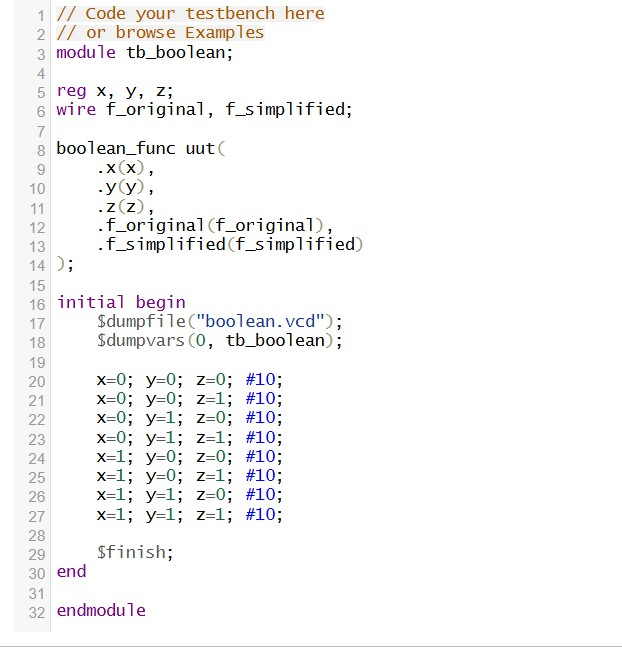 1 // Code your testbench here
2 // or browse Examples
3 module tb_boolean;
4
5 reg x, y, z;
6 wire f_original, f_simplified;
7
8 boolean_func uut(
9     .x(x),
10     .y(y),
11     .z(z),
12     .f_original(f_original),
13     .f_simplified(f_simplified)
14 );
15
16 initial begin
17     $dumpfile("boolean.vcd");
18     $dumpvars(0, tb_boolean);
19
20     x=0; y=0; z=0; #10;
21     x=0; y=0; z=1; #10;
22     x=0; y=1; z=0; #10;
23     x=0; y=1; z=1; #10;
24     x=1; y=0; z=0; #10;
25     x=1; y=0; z=1; #10;
26     x=1; y=1; z=0; #10;
27     x=1; y=1; z=1; #10;
28
29     $finish;
30 end
31
32 endmodule